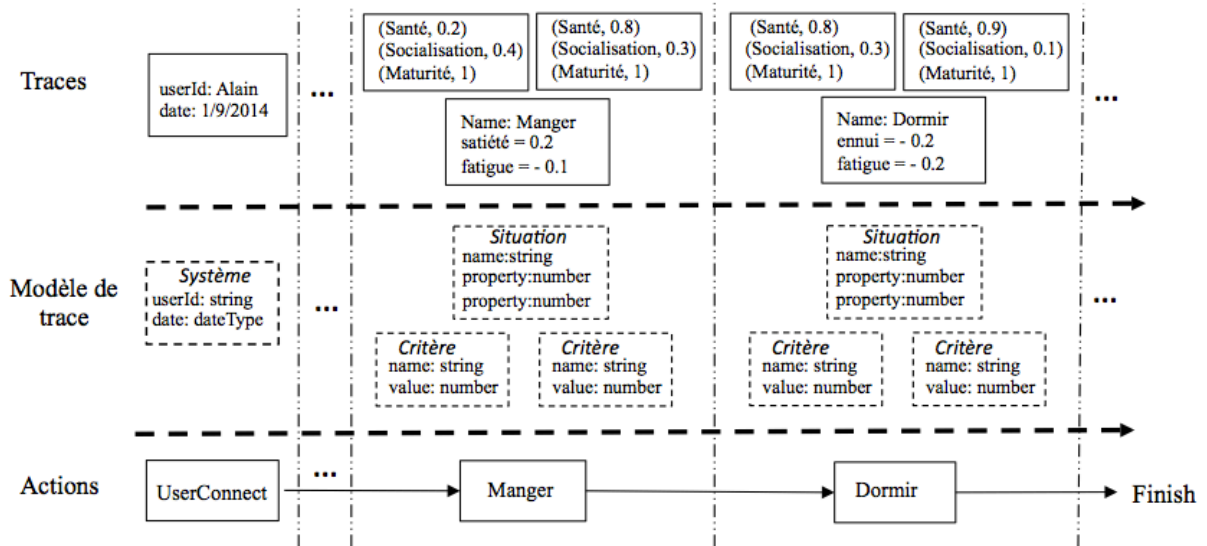 Traces
userId: Alain
date: 1/9/2014
...
(Santé, 0.2)
(Socialisation, 0.4)
(Maturité, 1)
(Santé, 0.8)
(Socialisation, 0.3)
(Maturité, 1)
Name: Manger
satiété = 0.2
fatigue = - 0.1
(Santé, 0.8)
(Socialisation, 0.3)
(Maturité, 1)
(Santé, 0.9)
(Socialisation, 0.1)
(Maturité, 1)
Name: Dormir
ennui = - 0.2
fatigue = - 0.2
...
Modèle de
trace
Système
userId: string
date: dateType
...
Situation
name:string
property:number
property:number
Critère
name: string
value: number
Critère
name: string
value: number
Situation
name:string
property:number
property:number
Critère
name: string
value: number
Critère
name: string
value: number
...
Actions
UserConnect
...
Manger
Dormir
Finish